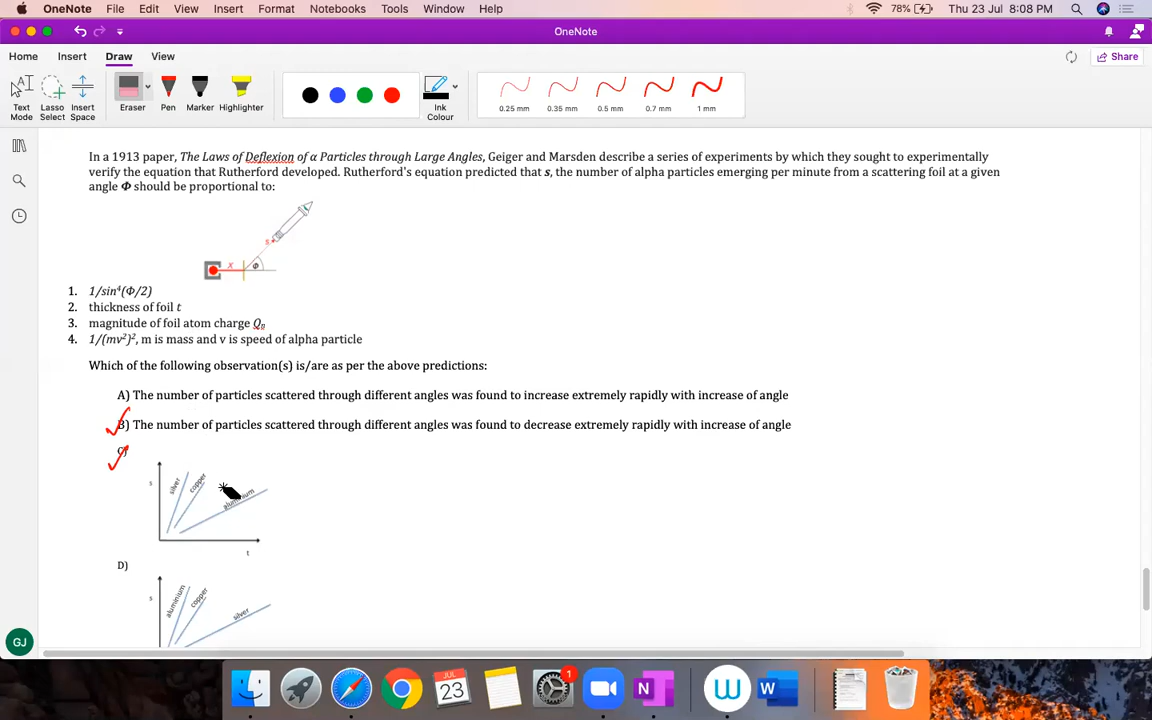 OneNote File Edit View Insert Format Notebooks Tools Window Help 78% Thu 23 Jul 8:08 PM
OneNote
Home Insert Draw View Share
Text Mode Lasso Select Insert Space Eraser Pen Marker Highlighter Ink Colour 0.25 mm 0.35 mm 0.5 mm 0.7 mm 1 mm
In a 1913 paper, The Laws of Deflexion of α Particles through Large Angles, Geiger and Marsden describe a series of experiments by which they sought to experimentally
verify the equation that Rutherford developed. Rutherford's equation predicted that s, the number of alpha particles emerging per minute from a scattering foil at a given
angle Φ should be proportional to:
s
x Φ
1. 1/sin⁴(Φ/2)
2. thickness of foil t
3. magnitude of foil atom charge Qₙ
4. 1/(mv²)², m is mass and v is speed of alpha particle
Which of the following observation(s) is/are as per the above predictions:
A) The number of particles scattered through different angles was found to increase extremely rapidly with increase of angle
B) The number of particles scattered through different angles was found to decrease extremely rapidly with increase of angle
C)
s silver copper aluminium
t
D)
s aluminium copper silver
GJ
JUL 23 1 N W W